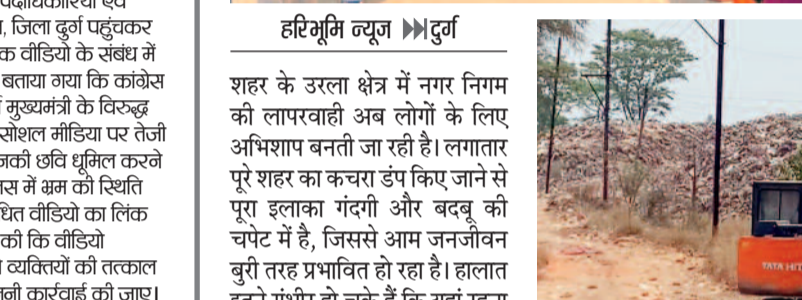 जिला दुर्ग पहुंचकर
वीडियो के संबंध में
बताया गया कि कांग्रेस
मुख्यमंत्री के विरुद्ध
सोशल मीडिया पर तेजी
छवि धूमिल करने
में भ्रम की स्थिति
वीडियो का लिंक
की कि वीडियो
व्यक्तियों की तत्काल
कार्रवाई की जाए।
हरिभूमि न्यूज दुर्ग
शहर के उरला क्षेत्र में नगर निगम
की लापरवाही अब लोगों के लिए
अभिशाप बनती जा रही है। लगातार
पूरे शहर का कचरा डंप किए जाने से
पूरा इलाका गंदगी और बदबू की
चपेट में है, जिससे आम जनजीवन
बुरी तरह प्रभावित हो रहा है। हालात
TATA HIT